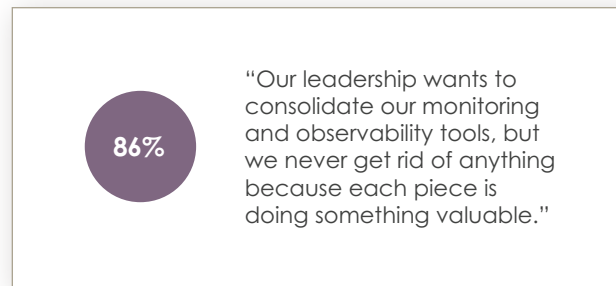 86%
“Our leadership wants to
consolidate our monitoring
and observability tools, but
we never get rid of anything
because each piece is
doing something valuable.”